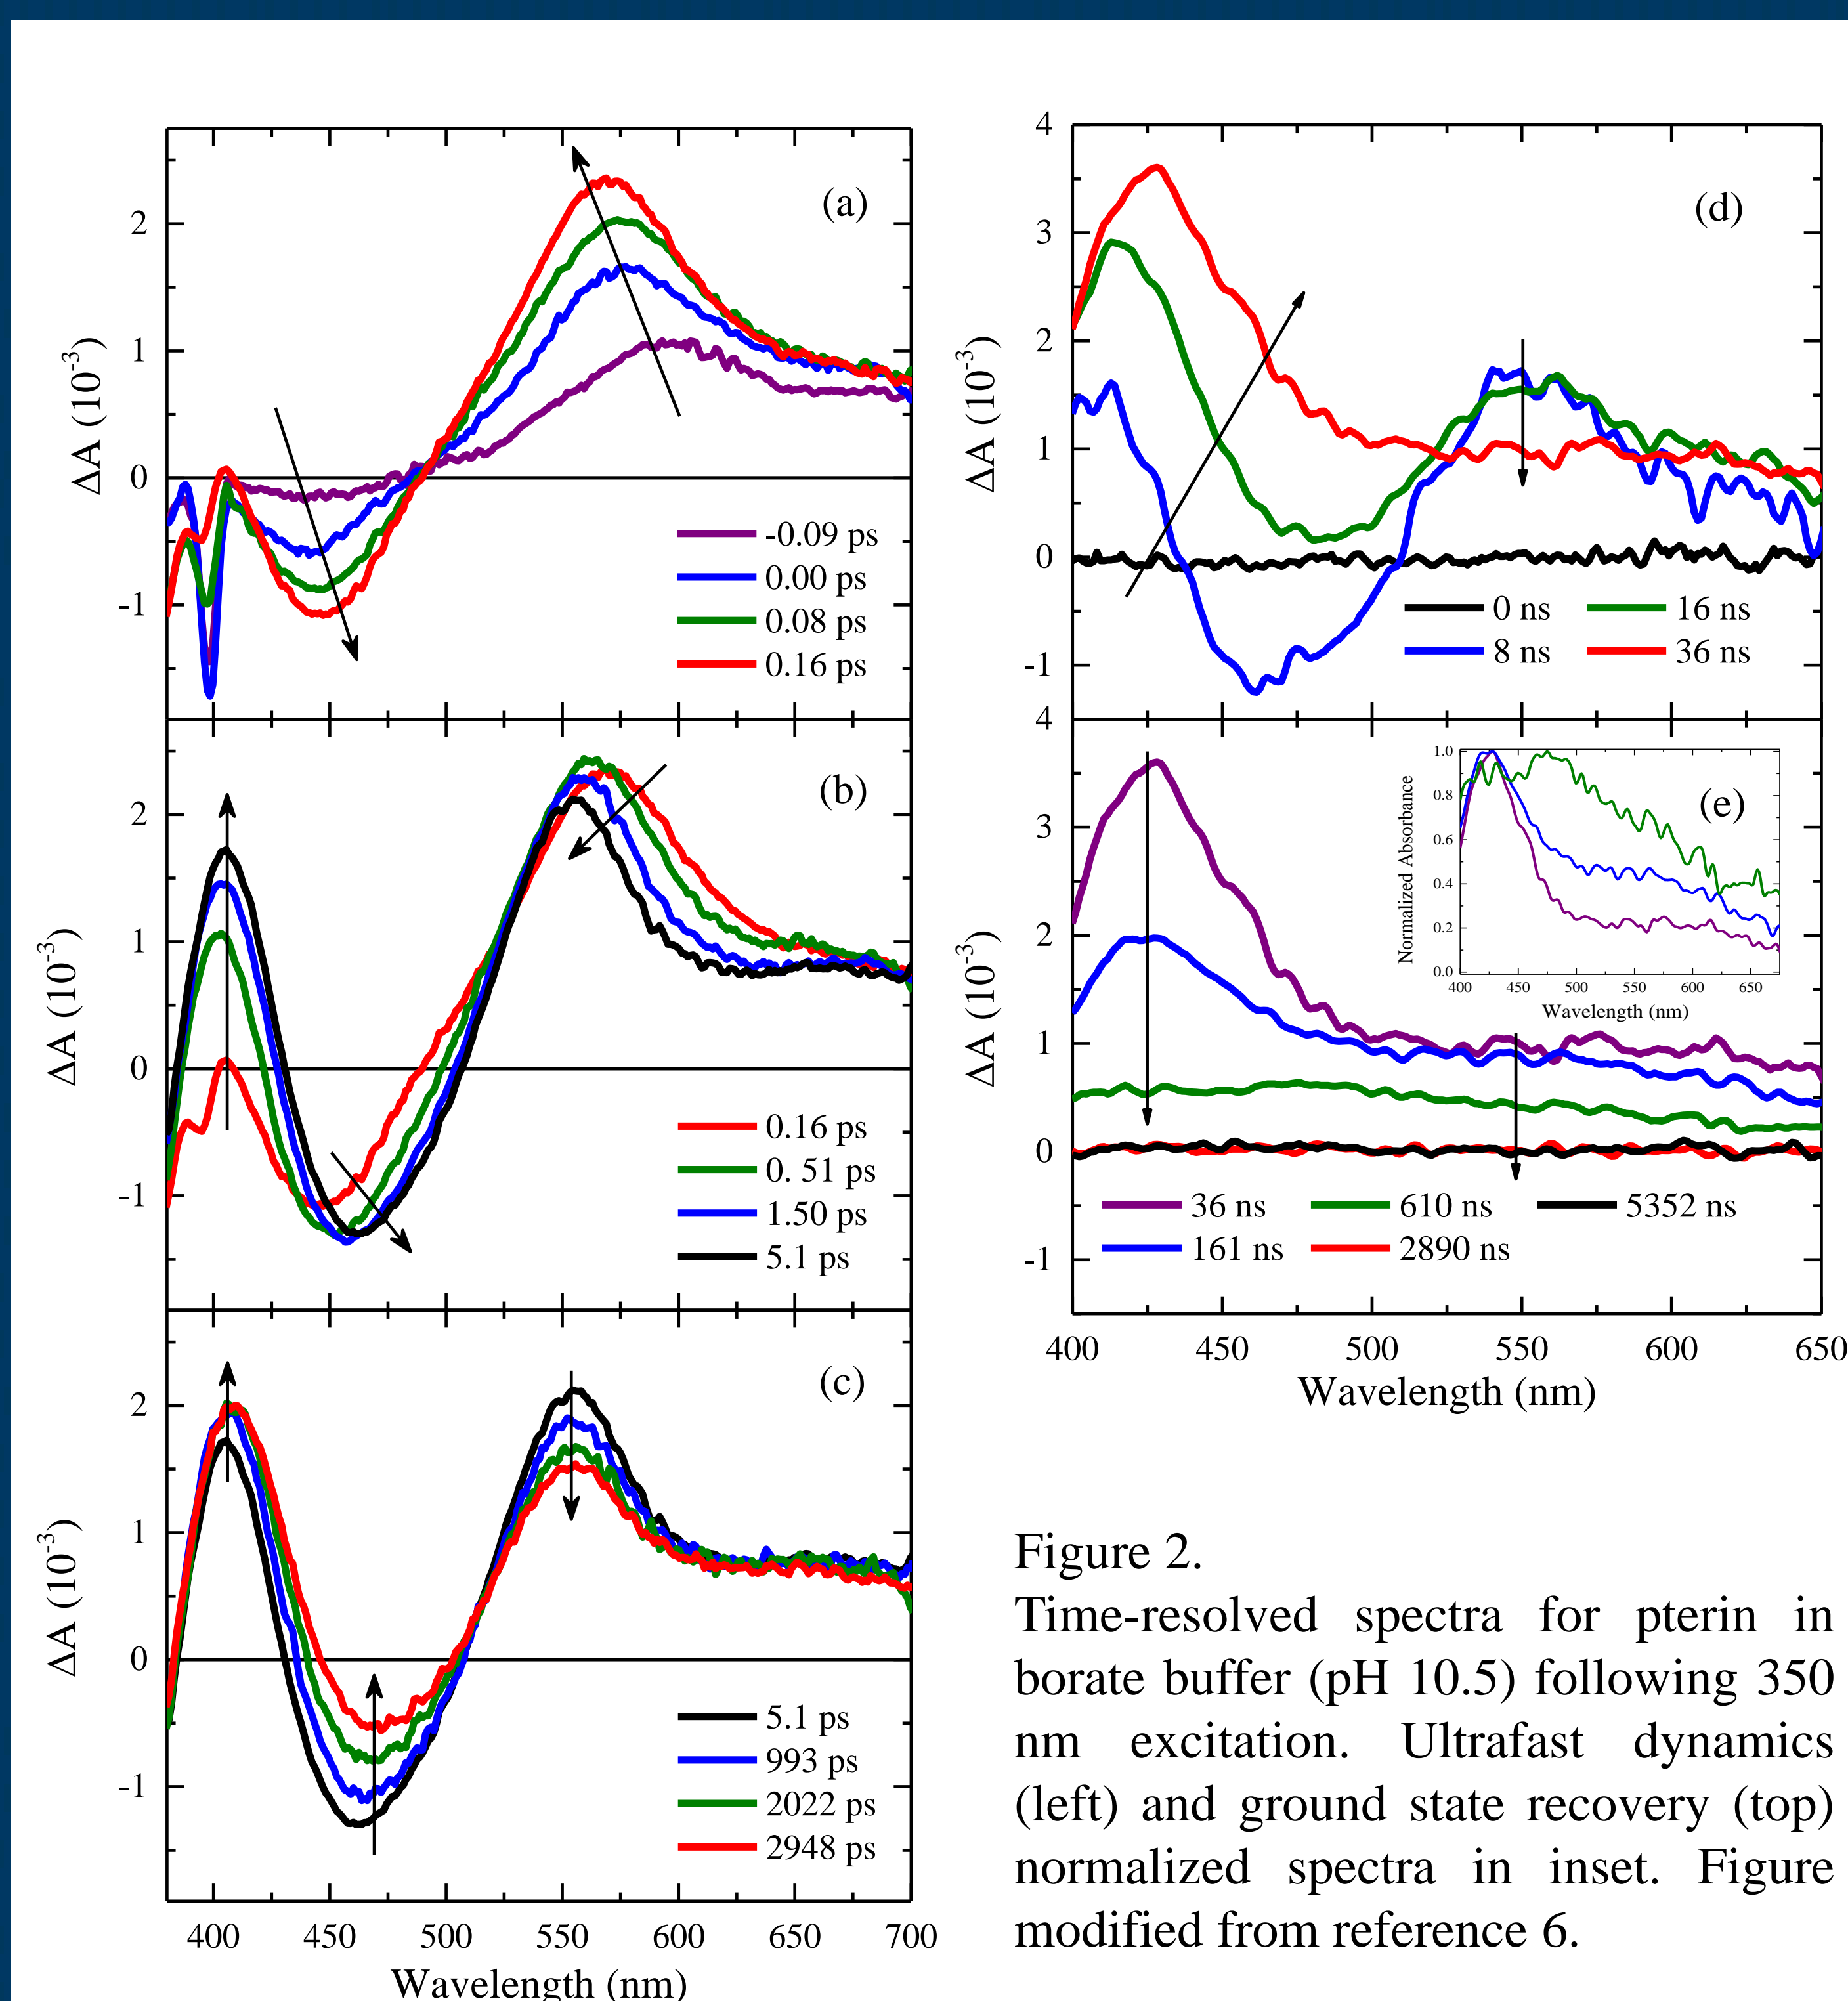 (a)
2
1
0
-1
ΔA (10⁻³)
-0.09 ps
0.00 ps
0.08 ps
0.16 ps
(b)
2
1
0
-1
ΔA (10⁻³)
0.16 ps
0. 51 ps
1.50 ps
5.1 ps
(c)
2
1
0
-1
ΔA (10⁻³)
5.1 ps
993 ps
2022 ps
2948 ps
400 450 500 550 600 650 700
Wavelength (nm)
(d)
4
3
2
1
0
-1
ΔA (10⁻³)
0 ns 16 ns
8 ns 36 ns
4
3
2
1
0
-1
ΔA (10⁻³)
(e)
1.0
0.8
0.6
0.4
0.2
0.0
Normalized Absorbance
400 450 500 550 600 650
Wavelength (nm)
36 ns 610 ns 5352 ns
161 ns 2890 ns
400 450 500 550 600 650
Wavelength (nm)
Figure 2.
Time-resolved spectra for pterin in
borate buffer (pH 10.5) following 350
nm excitation. Ultrafast dynamics
(left) and ground state recovery (top)
normalized spectra in inset. Figure
modified from reference 6.